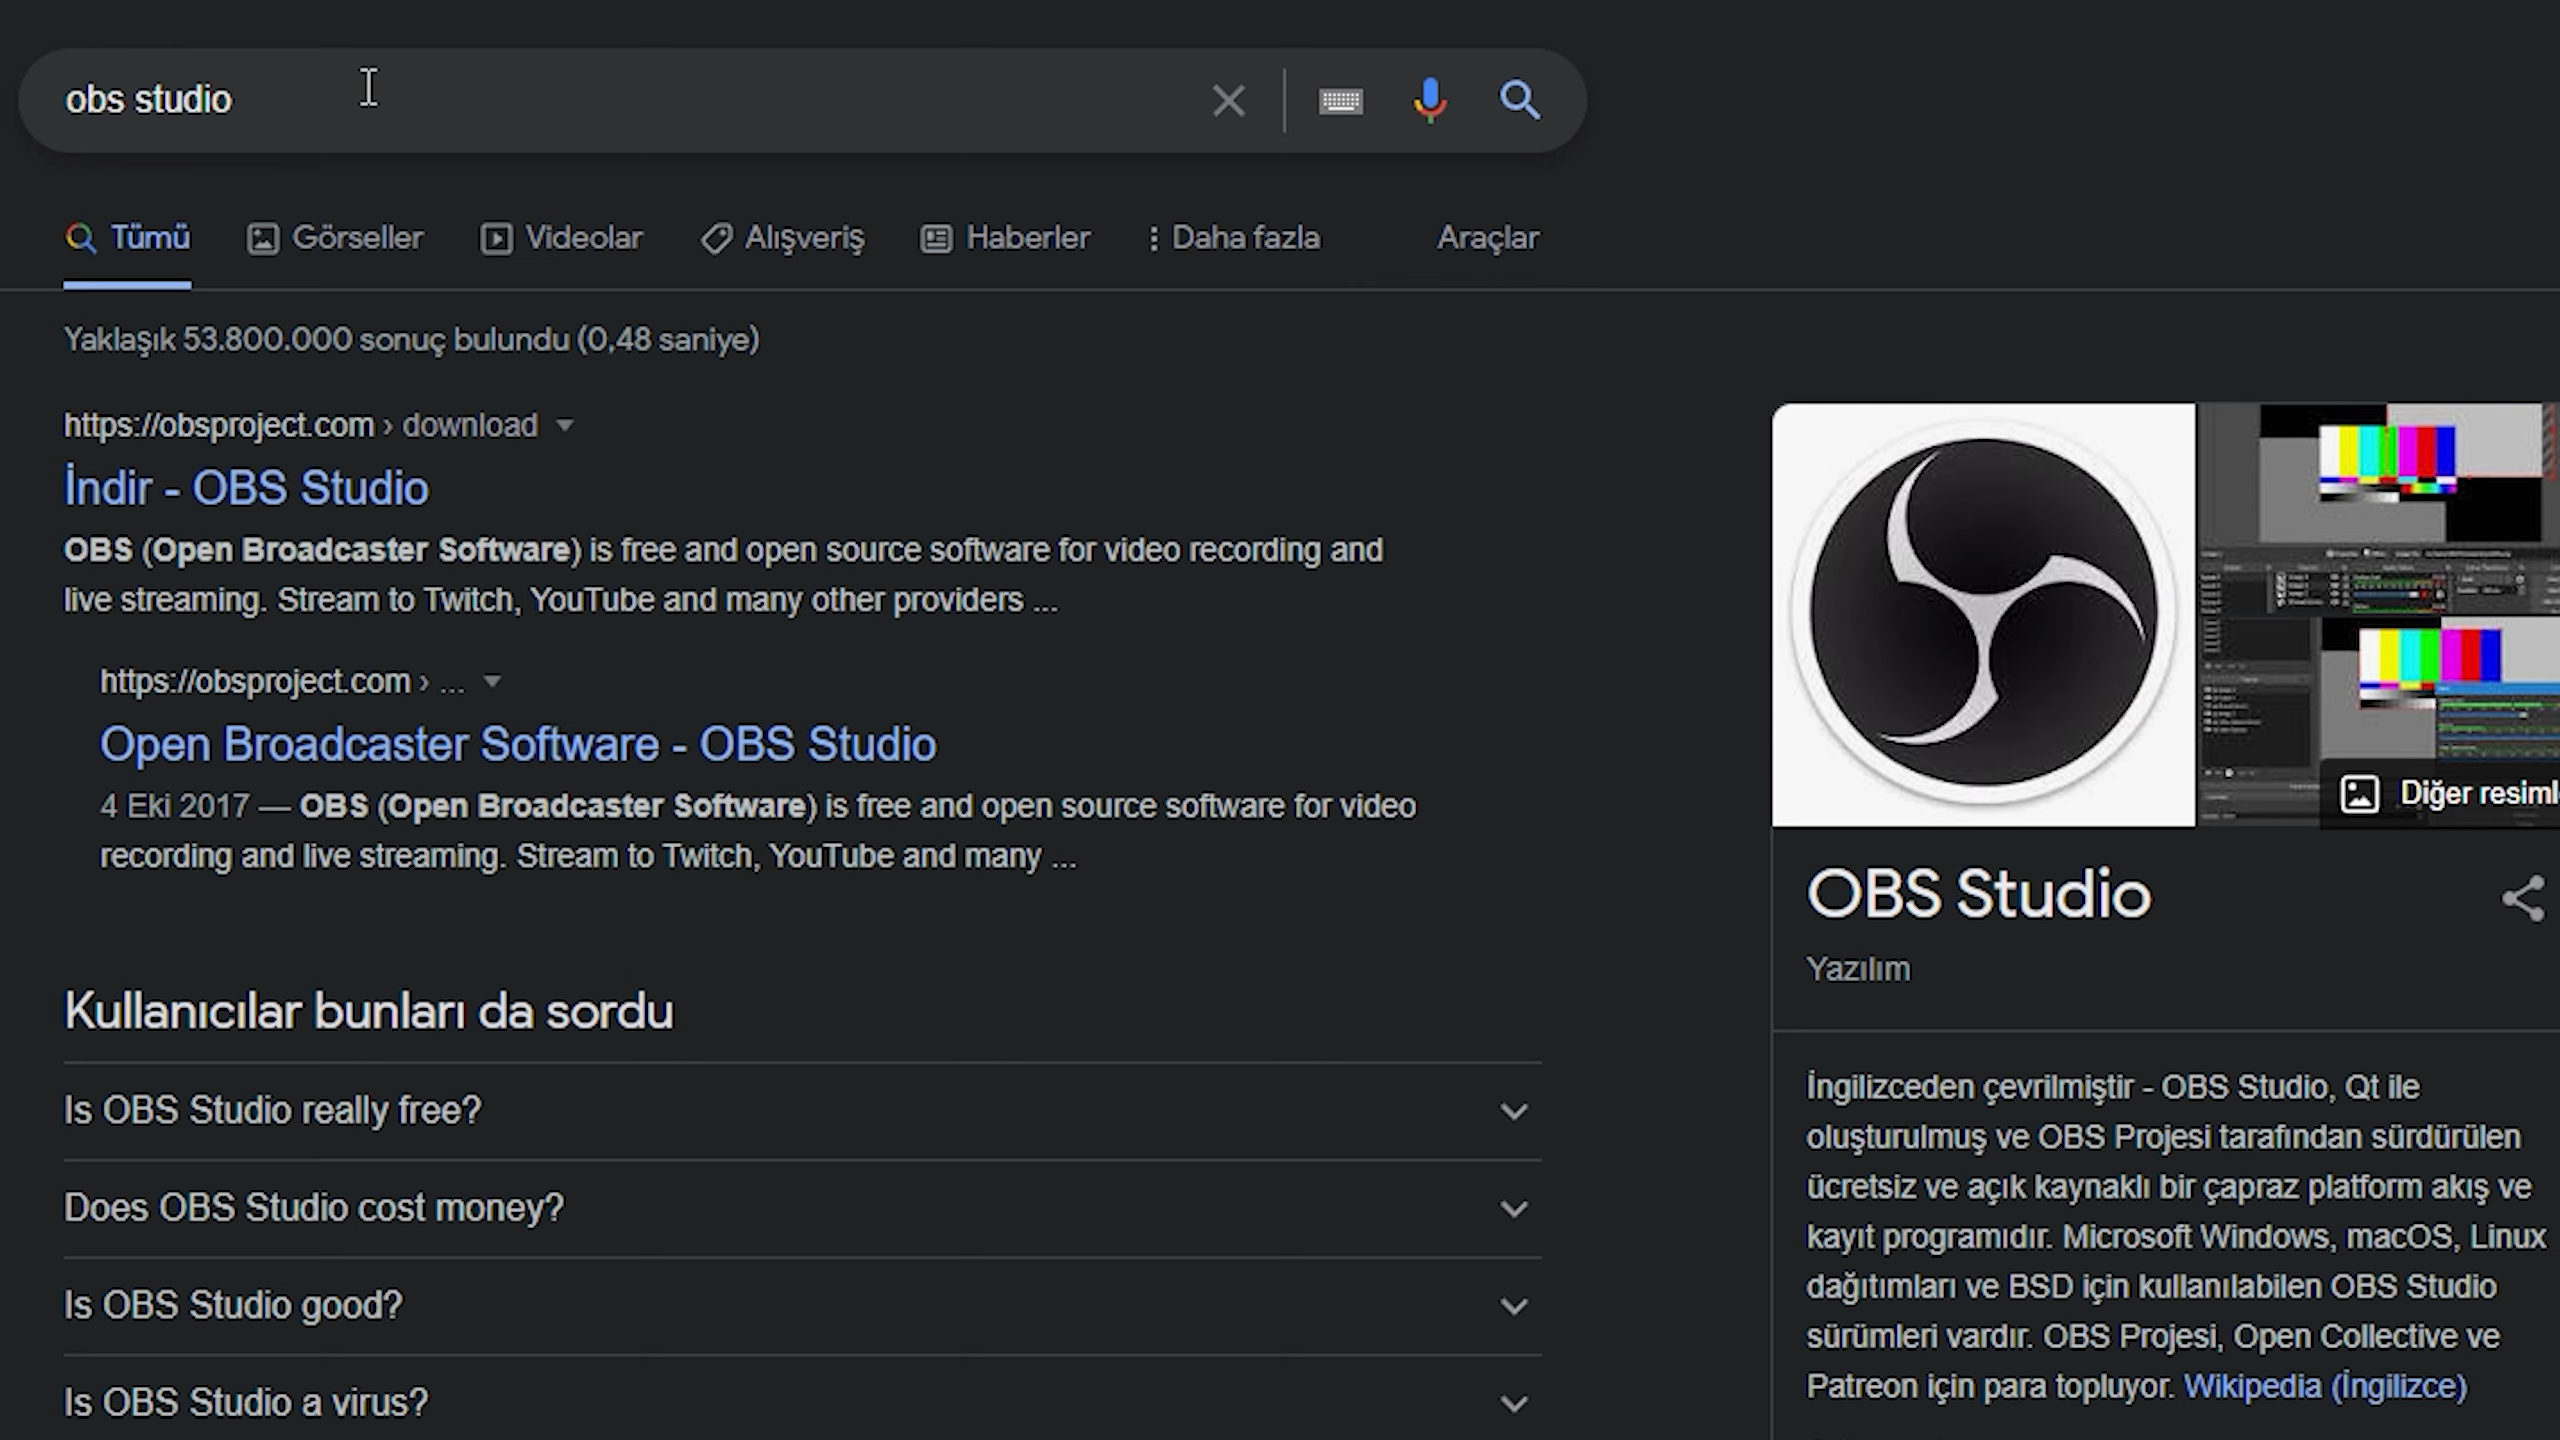 obs studio
Tümü
Görseller
Videolar
Alışveriş
Haberler
Daha fazla
Araçlar
Yaklaşık 53.800.000 sonuç bulundu (0,48 saniye)
https://obsproject.com › download
İndir - OBS Studio
OBS (Open Broadcaster Software) is free and open source software for video recording and
live streaming. Stream to Twitch, YouTube and many other providers ...
https://obsproject.com › ...
Open Broadcaster Software - OBS Studio
4 Eki 2017 — OBS (Open Broadcaster Software) is free and open source software for video
recording and live streaming. Stream to Twitch, YouTube and many ...
Kullanıcılar bunları da sordu
Is OBS Studio really free?
Does OBS Studio cost money?
Is OBS Studio good?
Is OBS Studio a virus?
Diğer resiml
OBS Studio
Yazılım
İngilizceden çevrilmiştir - OBS Studio, Qt ile
oluşturulmuş ve OBS Projesi tarafından sürdürülen
ücretsiz ve açık kaynaklı bir çapraz platform akış ve
kayıt programıdır. Microsoft Windows, macOS, Linux
dağıtımları ve BSD için kullanılabilen OBS Studio
sürümleri vardır. OBS Projesi, Open Collective ve
Patreon için para topluyor. Wikipedia (İngilizce)